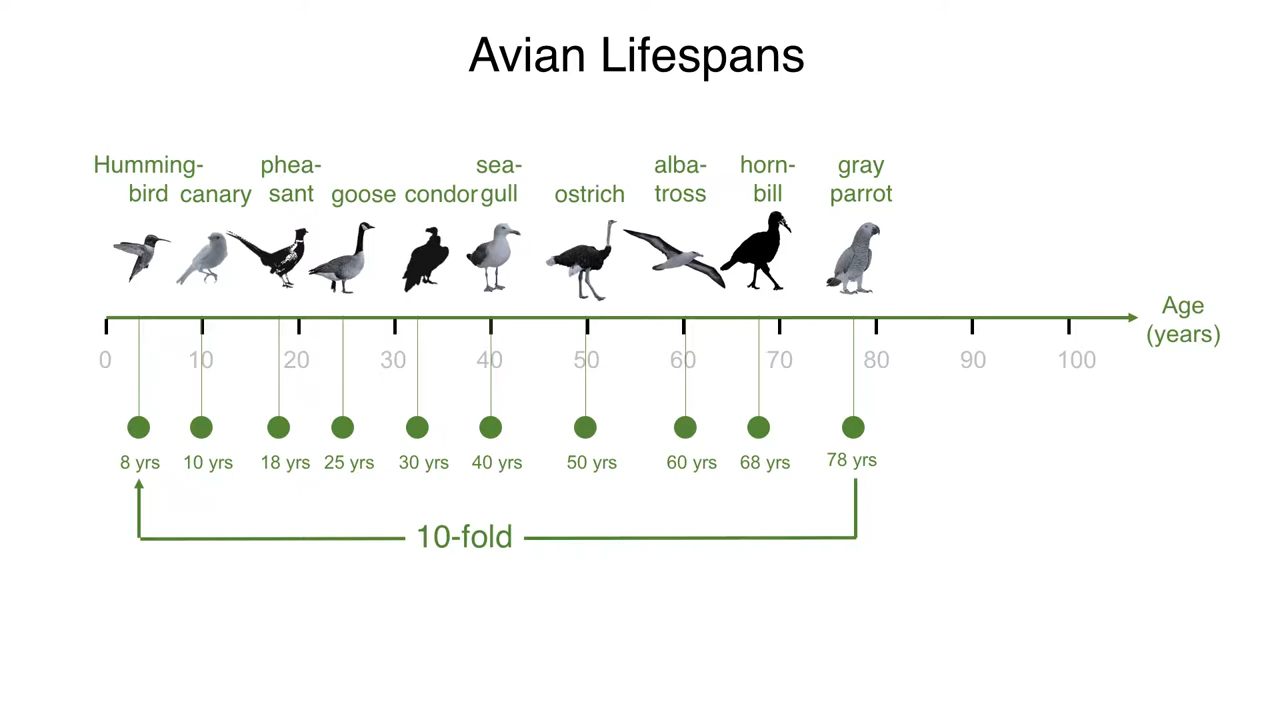 Avian Lifespans
Humming-
bird
canary
phea-
sant
goose
condor
sea-
gull
ostrich
alba-
tross
horn-
bill
gray
parrot
Age
(years)
0 10 20 30 40 50 60 70 80 90 100
8 yrs 10 yrs 18 yrs 25 yrs 30 yrs 40 yrs 50 yrs 60 yrs 68 yrs 78 yrs
10-fold